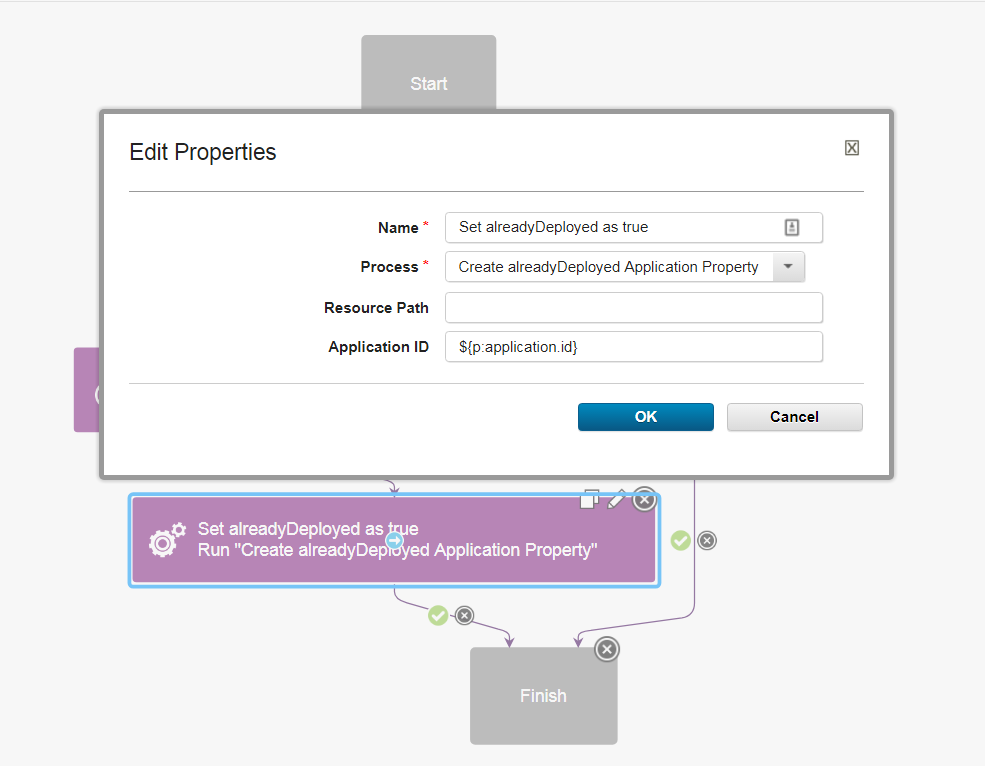 Start
Edit Properties
Name *
Set alreadyDeployed as true
Process *
Create alreadyDeployed Application Property
Resource Path
Application ID
${p:application.id}
OK
Cancel
Set alreadyDeployed as true
Run "Create alreadyDeployed Application Property"
Finish